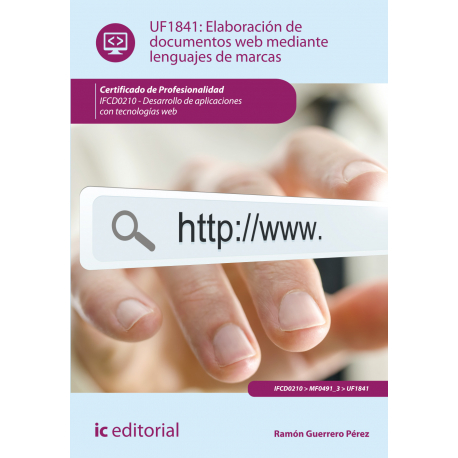 UF1841: Elaboración de
documentos web mediante
lenguajes de marcas
Certificado de Profesionalidad
IFCD0210 - Desarrollo de aplicaciones
con tecnologías web
http://www.
IFCD0210 > MF0491_3 > UF1841
ic editorial
Ramón Guerrero Pérez